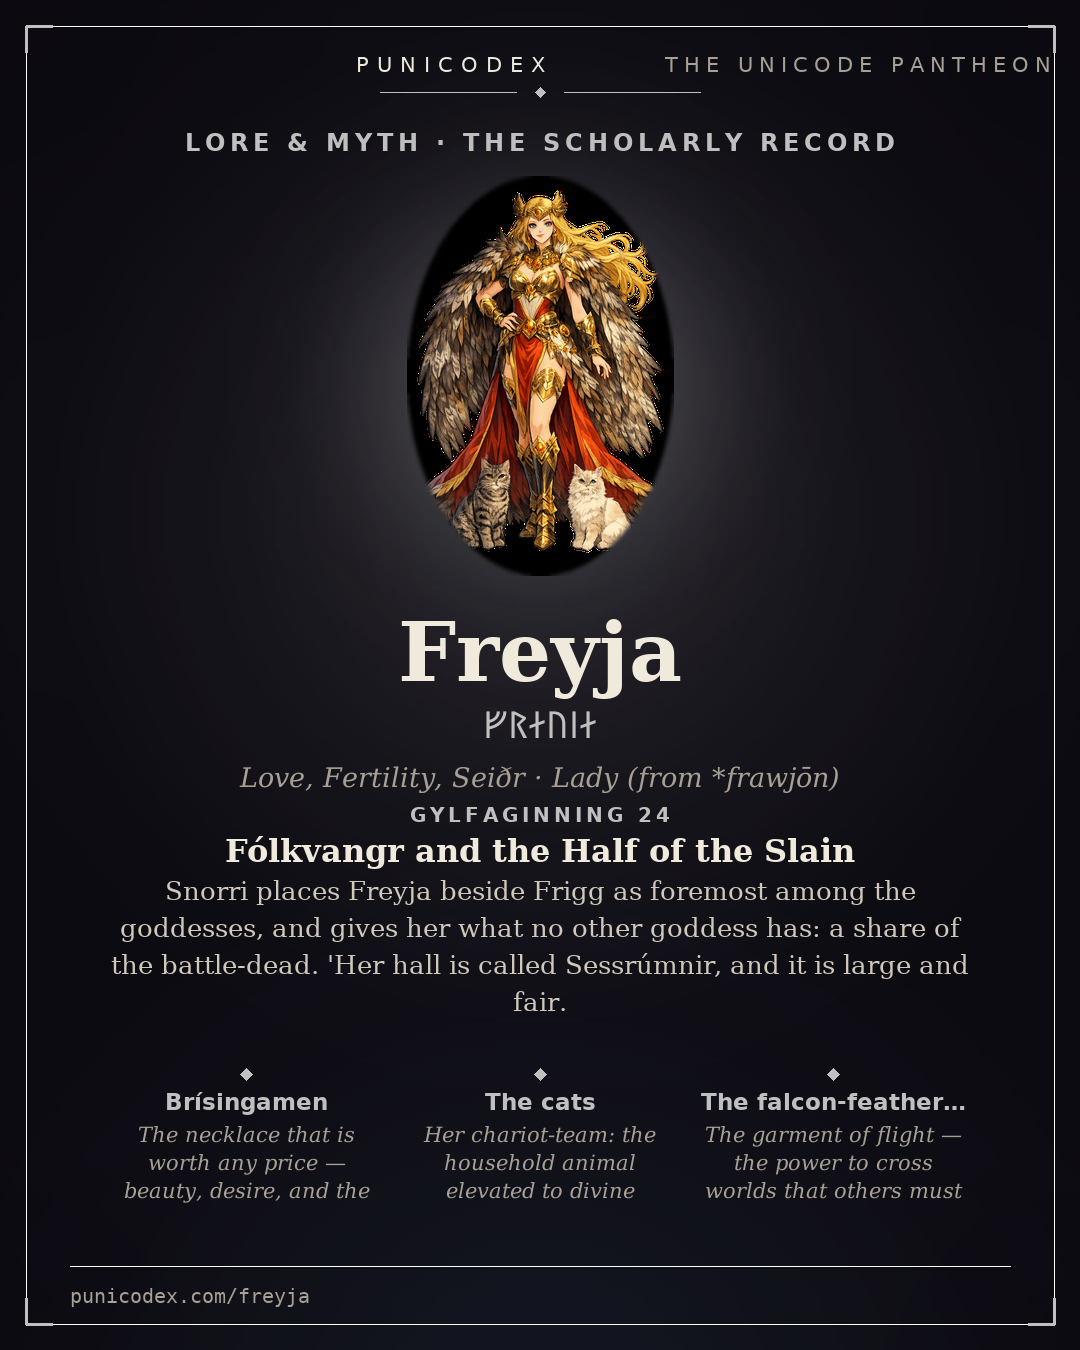 PUNICODEX THE UNICODE PANTHEON
LORE & MYTH · THE SCHOLARLY RECORD
Freyja
ᚠᚱᛅᚢᛁᛅ
Love, Fertility, Seiðr · Lady (from *frawjōn)
GYLFAGINNING 24
Fólkvangr and the Half of the Slain
Snorri places Freyja beside Frigg as foremost among the
goddesses, and gives her what no other goddess has: a share of
the battle-dead. 'Her hall is called Sessrúmnir, and it is large and
fair.
Brísingamen
The necklace that is
worth any price —
beauty, desire, and the
The cats
Her chariot-team: the
household animal
elevated to divine
The falcon-feather…
The garment of flight —
the power to cross
worlds that others must
punicodex.com/freyja